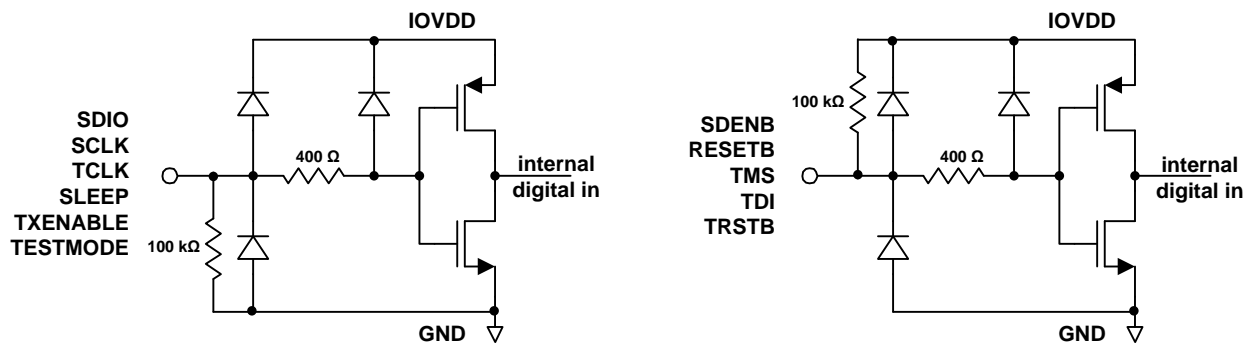 IOVDD
SDIO
SCLK
TCLK
SLEEP
TXENABLE
TESTMODE
100 kΩ
400 Ω
internal
digital in
GND
IOVDD
100 kΩ
SDENB
RESETB
TMS
TDI
TRSTB
400 Ω
internal
digital in
GND